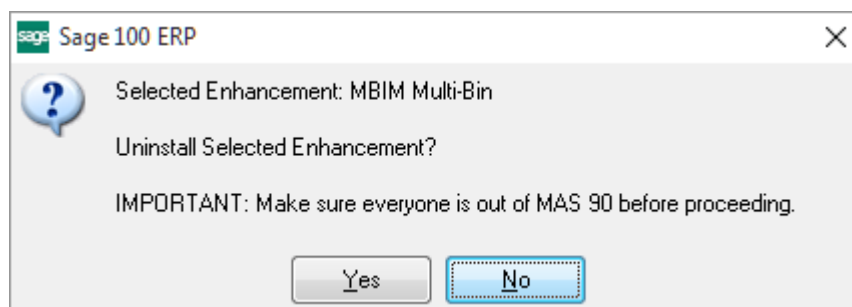 sage Sage 100 ERP
Selected Enhancement: MBIM Multi-Bin
Uninstall Selected Enhancement?
IMPORTANT: Make sure everyone is out of MAS 90 before proceeding.
Yes No